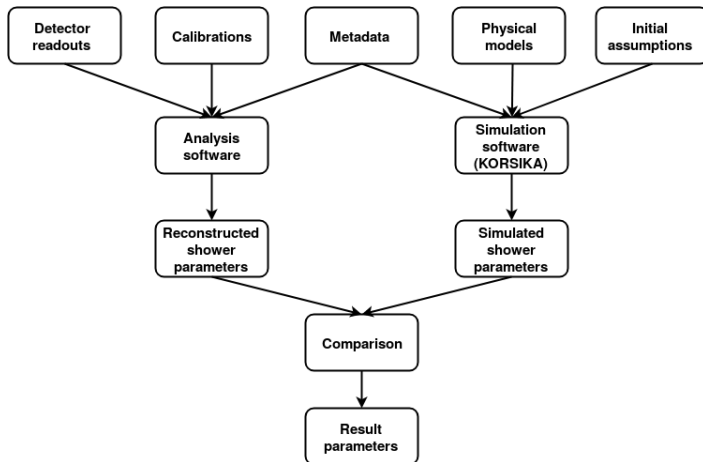 Detector
readouts
Calibrations
Metadata
Physical
models
Initial
assumptions
Analysis
software
Simulation
software
(KORSIKA)
Reconstructed
shower
parameters
Simulated
shower
parameters
Comparison
Result
parameters